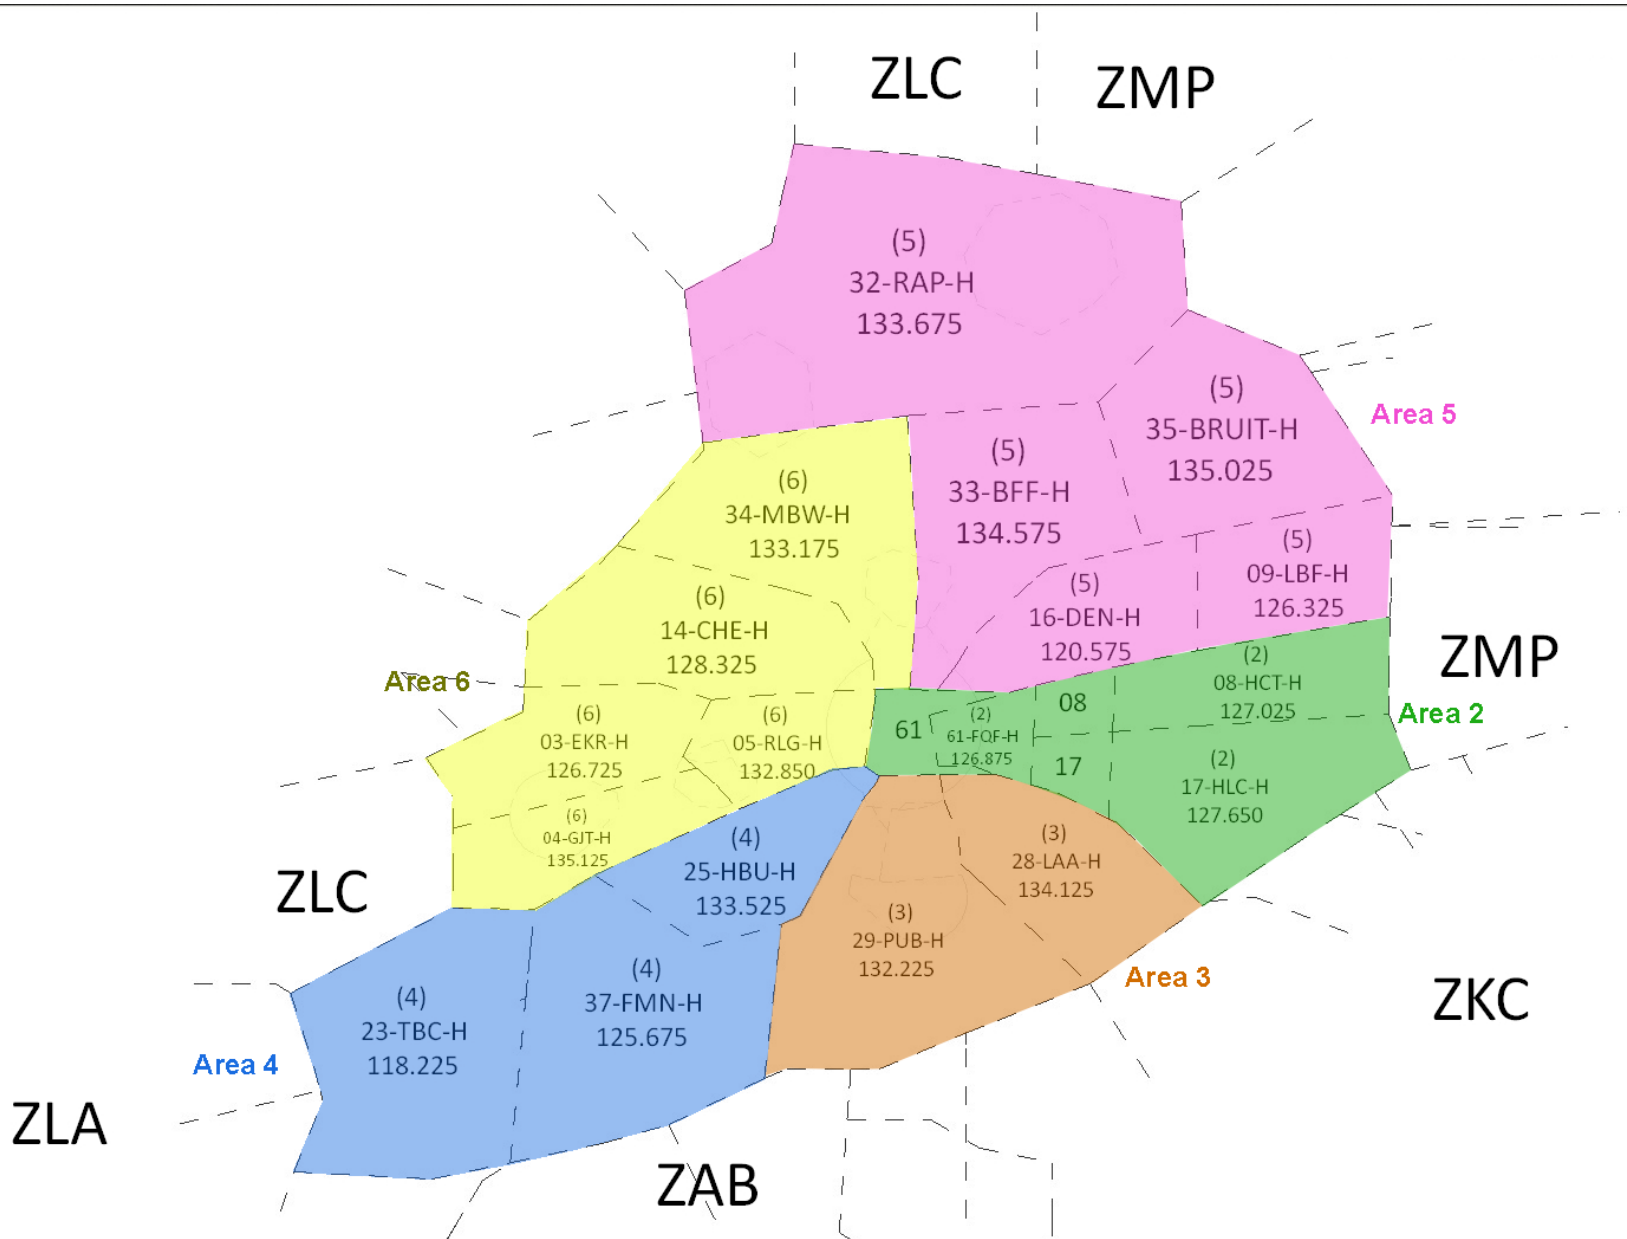 ZLC
ZMP
(5)
32-RAP-H
133.675
(5)
35-BRUIT-H
135.025
Area 5
(5)
33-BFF-H
134.575
(6)
34-MBW-H
133.175
(5)
09-LBF-H
126.325
(5)
16-DEN-H
120.575
(6)
14-CHE-H
128.325
ZMP
Area 6
(2)
08-HCT-H
127.025
Area 2
08
61
(2)
61-FQF-H
126.875
(6)
03-EKR-H
126.725
(6)
05-RLG-H
132.850
17
(2)
17-HLC-H
127.650
(6)
04-GJT-H
135.125
(4)
25-HBU-H
133.525
(3)
28-LAA-H
134.125
ZLC
(3)
29-PUB-H
132.225
Area 3
ZKC
(4)
23-TBC-H
118.225
(4)
37-FMN-H
125.675
Area 4
ZLA
ZAB